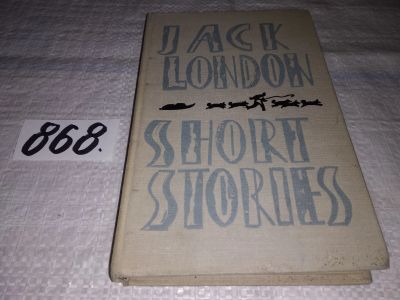 868.
JACK
LONDON
SHORT
STORIES